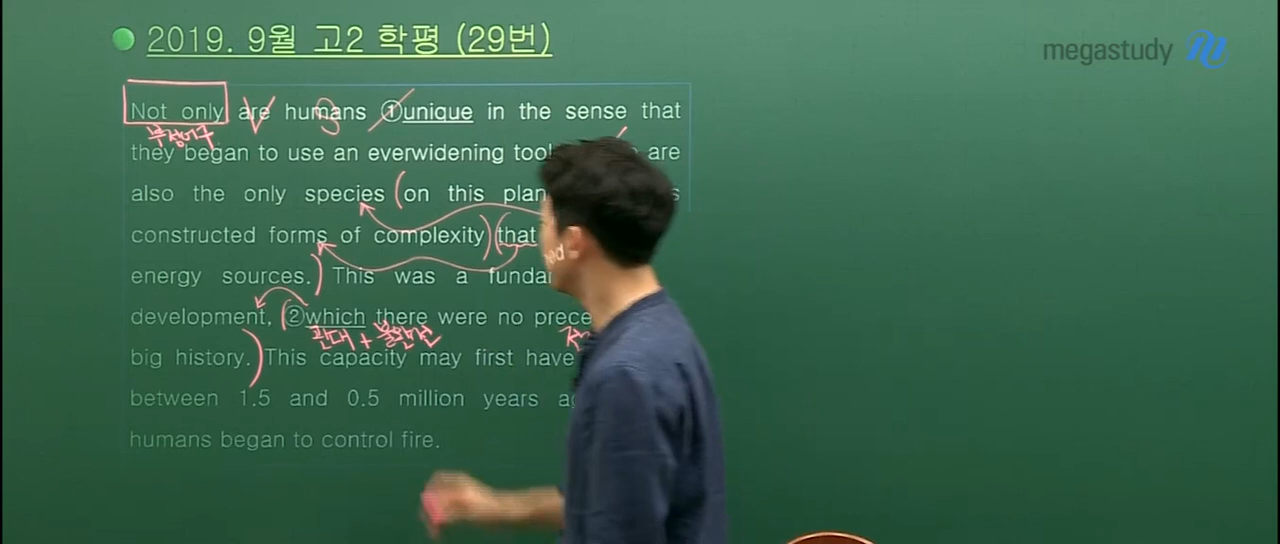 2019. 9월 고2 학평 (29번)
megastudy
Not only are humans ①unique in the sense that
부정어구 V S
they began to use an everwidening are
also the only species (on this
constructed forms of complexity) (that
energy sources.) This was a
development, (②which there were no
관대 + 불완전
big history.) This capacity may first have
between 1.5 and 0.5 million years
humans began to control fire.